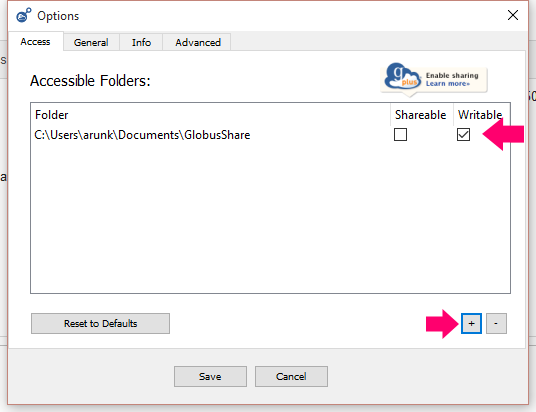 Options
Access General Info Advanced
Accessible Folders:
g plus Enable sharing
Learn more+
Folder Shareable Writable
C:\Users\arunk\Documents\GlobusShare
Reset to Defaults + -
Save Cancel